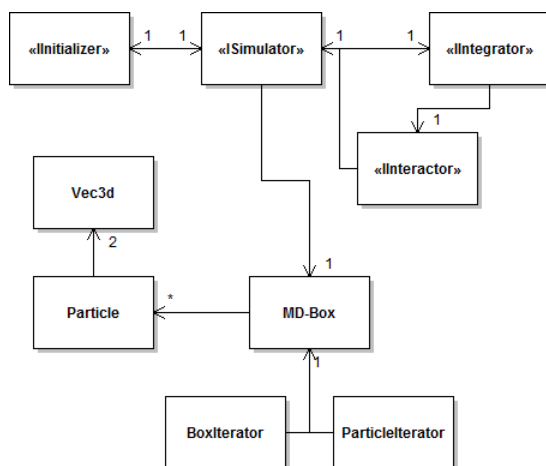 1 1 1 1
«IInitializer» «ISimulator» «IIntegrator»
1
«IInteractor»
Vec3d
2
1
*
Particle MD-Box
1
BoxIterator ParticleIterator